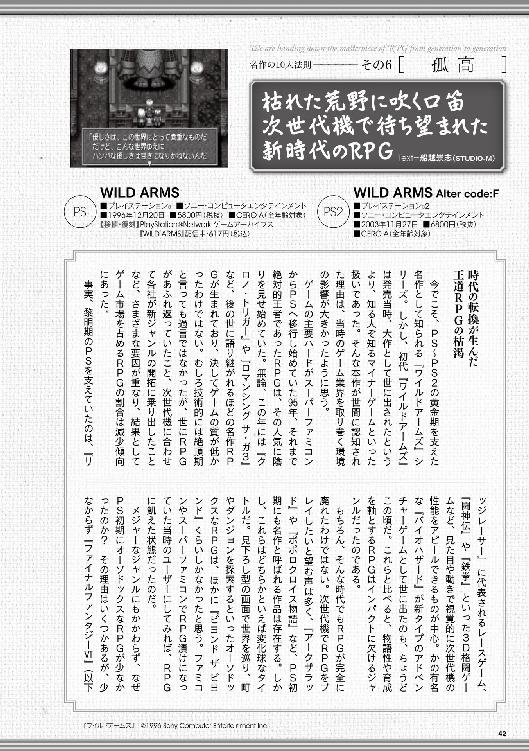 We are handing down the masterpiece of "RPG" from generation to generation
名作の10大法則 その6 [ 孤高 ]
枯れた荒野に吹く口笛
次世代機で待ち望まれた
新時代のRPG
text=船越崇志(STUDIO-M)
「優しさは、この世界にとって貴重なものだ
だけど、こんな世界ゆえに
ハンパな優しさは苦きになりかねないんだ
PS
WILD ARMS
■プレイステーション ■ソニー・コンピュータエンタテインメント
■1996年12月20日 ■5800円(税抜) ■CERO A(全年齢対象)
【移植・復刻】PlayStation®Network ゲームアーカイブス
『WILD ARMS』配信中・617円(税込)
PS2
WILD ARMS Alter code:F
■プレイステーション2
■ソニー・コンピュータエンタテインメント
■2003年11月27日 ■6800円(税抜)
■CERO A(全年齢対象)
時代の転換が生んだ
王道RPGの枯渇
今でこそ、PS〜PS2の黄金期を支えた
名作として知られる『ワイルドアームズ』シ
リーズ。しかし、初代『ワイルドアームズ』
は発売当時、大作として世に出されたという
より、知る人ぞ知るマイナーゲームといった
扱いであった。そんな本作が世間に認知され
た理由は、当時のゲーム業界を取り巻く環境
の影響が大きかったように思う。
ゲームの主要ハードがスーパーファミコン
からPSへ移行し始めていた96年、それまで
絶対的王者であったRPGは、その人気に陰
りを見せ始めていた。無論、この年には『ク
ロノ・トリガー』や『ロマンシング サ・ガ3』
など、後の世に語り継がれるほどの名作RP
Gが生まれており、決してゲームの質が低か
ったわけではない。むしろ技術的には絶頂期
と言っても過言ではなかったが、世にRPG
があふれ返っていたこと、次世代機に合わせ
て各社が新ジャンルの開拓に乗り出したこと
など、さまざまな要因が重なり、結果として
ゲーム市場を占めるRPGの割合は減少傾向
にあった。
事実、黎明期のPSを支えていたのは、『リ
ッジレーサー』に代表されるレースゲーム、
『闘神伝』や『鉄拳』といった3D格闘ゲー
ムなど、見た目や動きで視覚的に次世代機の
性能をアピールできるものが中心。かの有名
な『バイオハザード』が新タイプのアドベン
チャーゲームとして世に出たのも、ちょうど
この頃だ。これらと比べると、物語性や育成
を軸とするRPGはインパクトに欠けるジャ
ンルだったのである。
もちろん、そんな時代でもRPGが完全に
廃れたわけではない。次世代機でRPGをプ
レイしたいと望む声は多く、『アークザラッ
ド』や『ポポロクロイス物語』など、PS初
期にも名作と呼ばれる作品は存在する。しか
し、これらはどちらかといえば変化球なタイ
トルだ。見下ろし型の画面で世界を巡り、町
やダンジョンを探索するといったオーソドッ
クスなRPGは、ほかに『ビヨンド ザ ビヨ
ンド』くらいしかなかったと思う。ファミコ
ンやスーパーファミコンでRPG漬けになっ
ていた当時のユーザーにしてみれば、RPG
に飢えた状態だったのだ。
メジャーなジャンルにもかかわらず、なぜ
PS初期にオーソドックスなRPGが少なか
ったのか? その理由はいくつかあるが、少
なからず『ファイナルファンタジーⅦ』(以下
『ワイルドアームズ』 ©1996 Sony Computer Entertainment Inc.
42